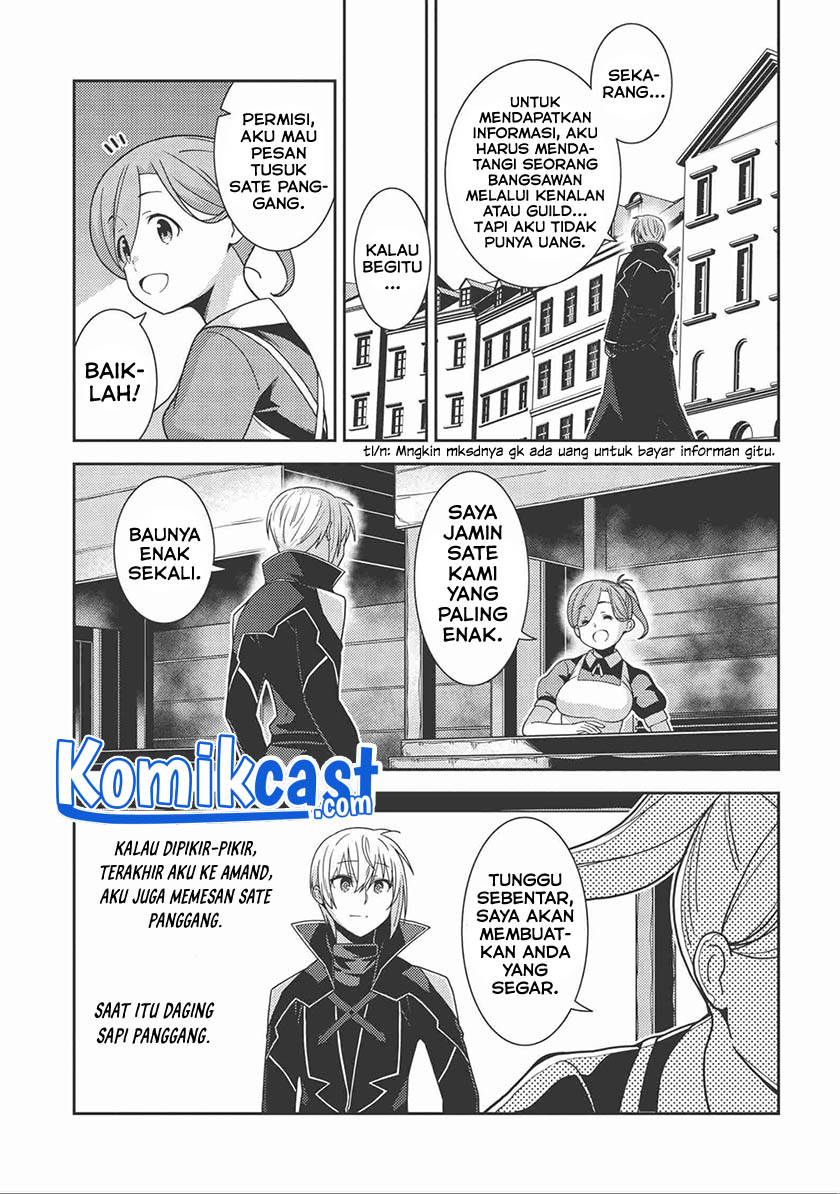 SEKA-
RANG...
UNTUK
MENDAPATKAN
INFORMASI, AKU
HARUS MENDA-
TANGI SEORANG
BANGSAWAN
MELALUI KENALAN
ATAU GUILD...
TAPI AKU TIDAK
PUNYA UANG.
KALAU
BEGITU
...
PERMISI,
AKU MAU
PESAN
TUSUK
SATE PANG-
GANG.
BAIK-
LAH!
tl/n: Mngkin mksdnya gk ada uang untuk bayar informan gitu.
SAYA
JAMIN
SATE
KAMI
YANG
PALING
ENAK.
BAUNYA
ENAK
SEKALI.
Komikcast
.com
TUNGGU
SEBENTAR,
SAYA AKAN
MEMBUAT-
KAN ANDA
YANG
SEGAR.
KALAU DIPIKIR-PIKIR,
TERAKHIR AKU KE AMAND,
AKU JUGA MEMESAN SATE
PANGGANG.
SAAT ITU DAGING
SAPI PANGGANG.